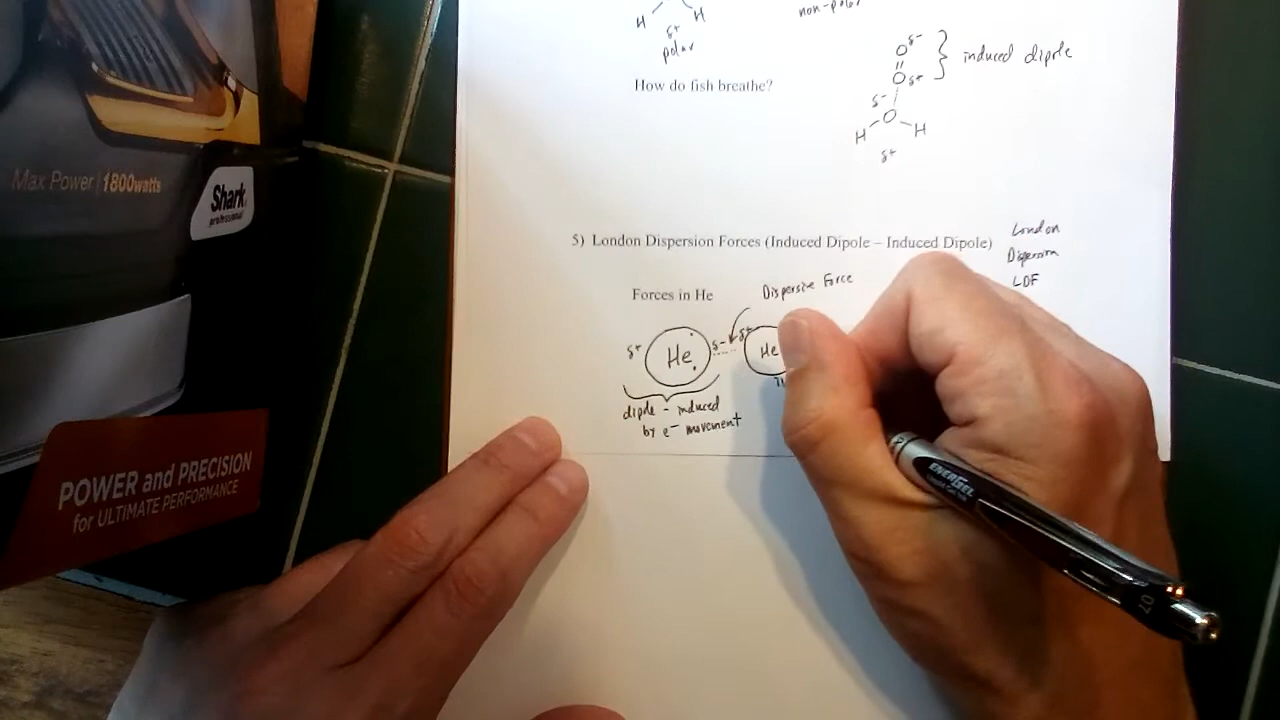 H H
δ+
polar
non-polar
How do fish breathe?
O δ-
O δ+
} induced dipole
δ-
O
H H
δ+
5) London Dispersion Forces (Induced Dipole – Induced Dipole)
London
Dispersion
LDF
Forces in He
Dispersive Force
δ+ He δ- δ+ He
dipole - induced
by e- movement
Max Power | 1800watts
Shark
professional
POWER and PRECISION
for ULTIMATE PERFORMANCE
ENERGEL
07